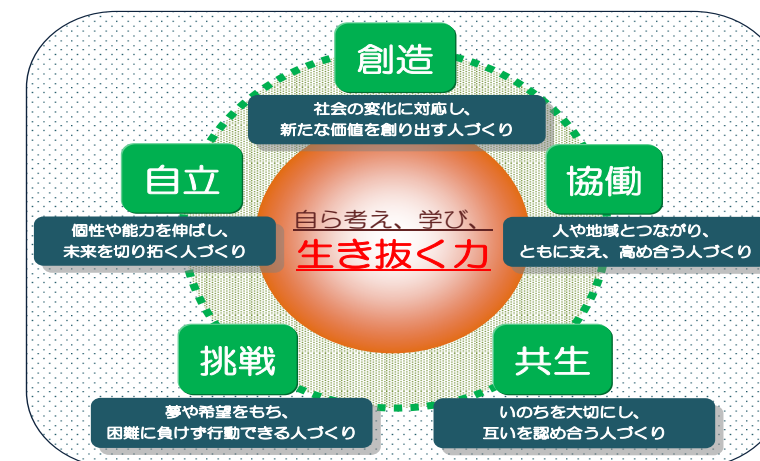 創造
社会の変化に対応し、
新たな価値を創り出す人づくり
自立
個性や能力を伸ばし、
未来を切り拓く人づくり
協働
人や地域とつながり、
ともに支え、高め合う人づくり
自ら考え、学び、
生き抜く力
挑戦
夢や希望をもち、
困難に負けず行動できる人づくり
共生
いのちを大切にし、
互いを認め合う人づくり